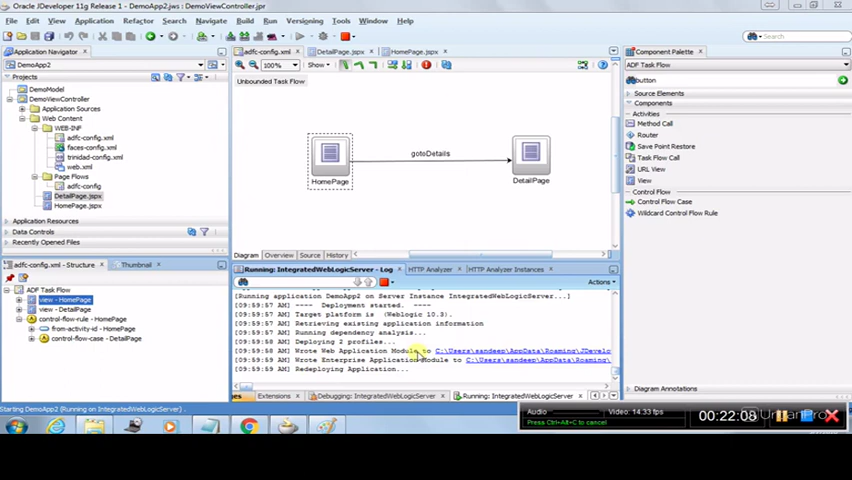 Oracle JDeveloper 11g Release 1 - DemoApp2.jws : DemoViewController.jpr
File Edit View Application Refactor Search Navigate Build Run Versioning Tools Window Help
Search
Application Navigator
DemoApp2
Projects
DemoModel
DemoViewController
Application Sources
Web Content
WEB-INF
adfc-config.xml
faces-config.xml
trinidad-config.xml
web.xml
Page Flows
adfc-config
DetailPage.jspx
HomePage.jspx
Application Resources
Data Controls
Recently Opened Files
adfc-config.xml - Structure
Thumbnail
ADF Task Flow
view - HomePage
view - DetailPage
control-flow-rule - HomePage
from-activity-id - HomePage
control-flow-case - DetailPage
adfc-config.xml DetailPage.jspx HomePage.jspx
100% Show
Unbounded Task Flow
HomePage
gotoDetails
DetailPage
Diagram Overview Source History
Running: IntegratedWebLogicServer - Log HTTP Analyzer HTTP Analyzer Instances
Actions
[Running application DemoApp2 on Server Instance IntegratedWebLogicServer...]
[09:59:57 AM] ---- Deployment started. ----
[09:59:57 AM] Target platform is (Weblogic 10.3).
[09:59:57 AM] Retrieving existing application information
[09:59:57 AM] Running dependency analysis...
[09:59:58 AM] Deploying 2 profiles...
[09:59:58 AM] Wrote Web Application Module to C:\Users\sandeep\AppData\Roaming\JDevelo
[09:59:59 AM] Wrote Enterprise Application Module to C:\Users\sandeep\AppData\Roaming\
[09:59:59 AM] Redeploying Application...
ges Extensions Debugging: IntegratedWebLogicServer Running: IntegratedWebLogicServer
Component Palette
ADF Task Flow
button
Source Elements
Components
Activities
Method Call
Router
Save Point Restore
Task Flow Call
URL View
View
Control Flow
Control Flow Case
Wildcard Control Flow Rule
Diagram Annotations
Starting DemoApp2 (Running on IntegratedWebLogicServer)
Audio Video: 14.33 fps
Press Ctrl+Alt+C to cancel
00:22:08